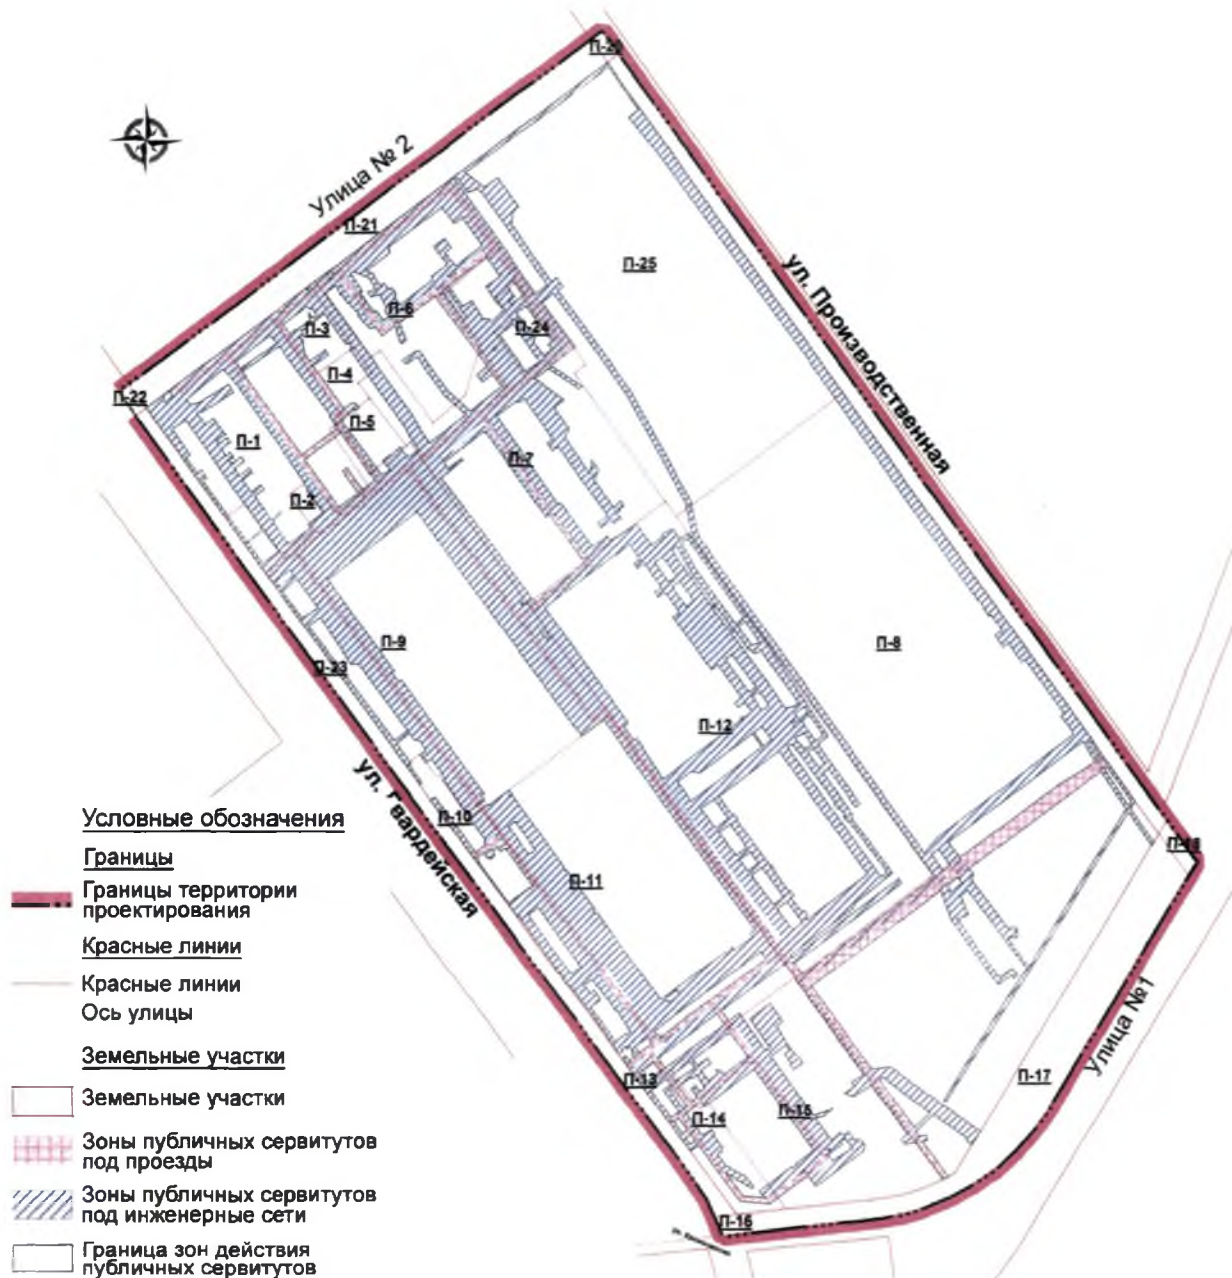 П-20
Улица № 2
П-21
П-25
ул. Производственная
П-6
П-3
П-24
П-4
П-22
П-5
П-1
П-7
П-2
П-9
П-8
П-23
П-12
ул. Гвардейская
П-10
П-18
П-11
Улица №1
П-17
П-13
П-14
П-15
П-16
Условные обозначения
Границы
Границы территории
проектирования
Красные линии
Красные линии
Ось улицы
Земельные участки
Земельные участки
Зоны публичных сервитутов
под проезды
Зоны публичных сервитутов
под инженерные сети
Граница зон действия
публичных сервитутов